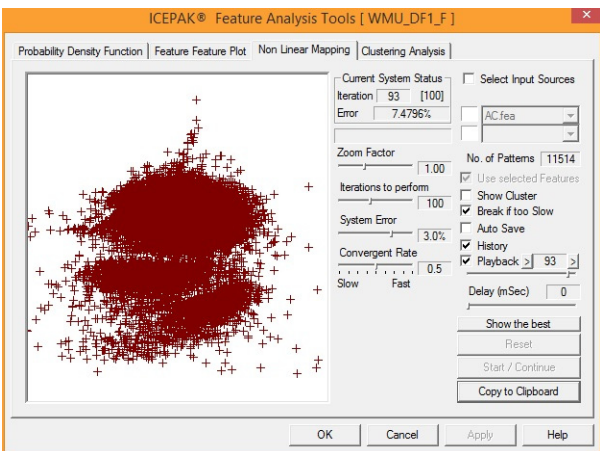 ICEPAK® Feature Analysis Tools [ WMU_DF1_F ]
Probability Density Function | Feature Feature Plot | Non Linear Mapping | Clustering Analysis
Current System Status
Iteration 93 [100]
Error 7.4796%
Zoom Factor
1.00
Iterations to perform
100
System Error
3.0%
Convergent Rate
0.5
Slow Fast
Select Input Sources
AC.fea
No. of Patterns 11514
Use selected Features
Show Cluster
Break if too Slow
Auto Save
History
Playback > 93 >
Delay (mSec) 0
Show the best
Reset
Start / Continue
Copy to Clipboard
OK Cancel Apply Help